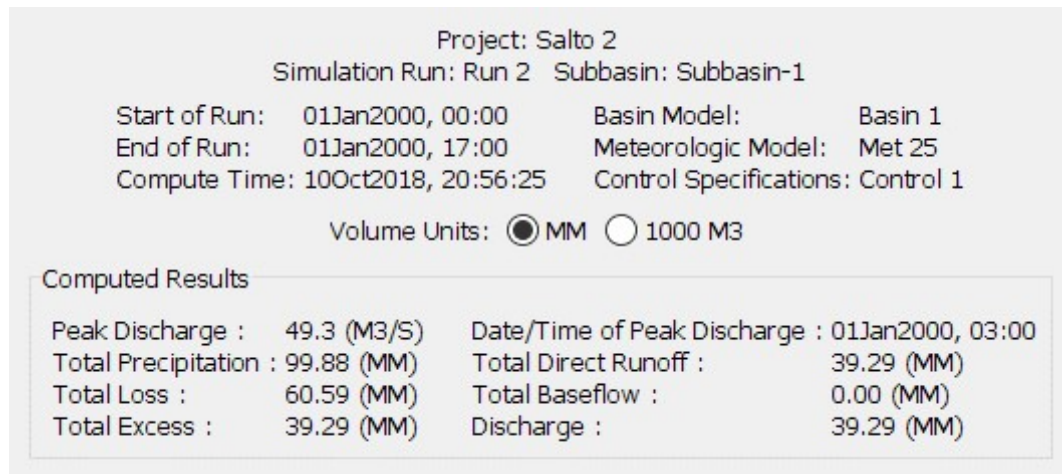 Project: Salto 2
Simulation Run: Run 2 Subbasin: Subbasin-1
Start of Run: 01Jan2000, 00:00 Basin Model: Basin 1
End of Run: 01Jan2000, 17:00 Meteorologic Model: Met 25
Compute Time: 10Oct2018, 20:56:25 Control Specifications: Control 1
Volume Units: MM 1000 M3
Computed Results
Peak Discharge : 49.3 (M3/S) Date/Time of Peak Discharge : 01Jan2000, 03:00
Total Precipitation : 99.88 (MM) Total Direct Runoff : 39.29 (MM)
Total Loss : 60.59 (MM) Total Baseflow : 0.00 (MM)
Total Excess : 39.29 (MM) Discharge : 39.29 (MM)